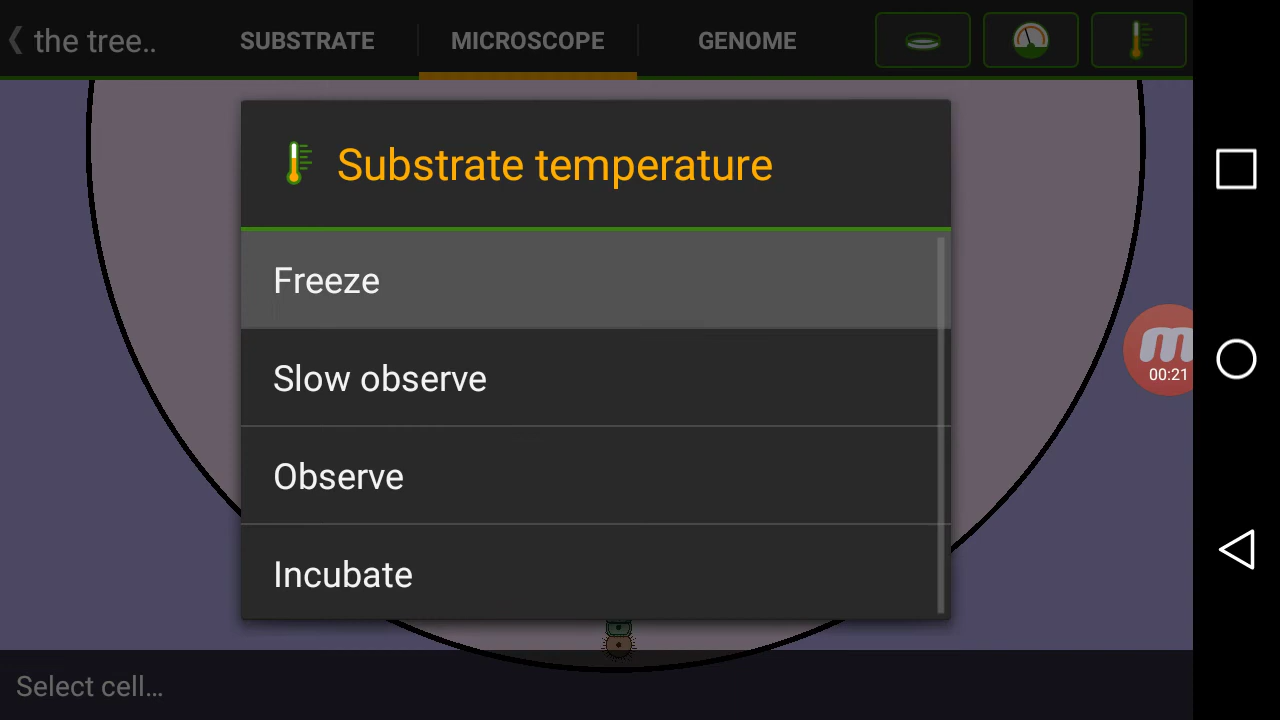 the tree..
SUBSTRATE
MICROSCOPE
GENOME
Substrate temperature
Freeze
Slow observe
Observe
Incubate
00:21
Select cell...